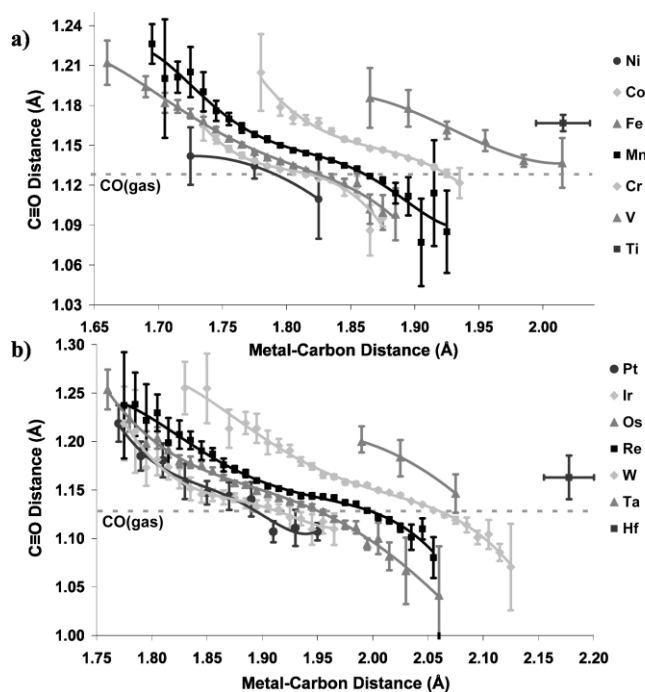 a)
C≡O Distance (Å)
1.24
1.21
1.18
1.15
1.12
1.09
1.06
1.03
CO(gas)
1.65
1.70
1.75
1.80
1.85
1.90
1.95
2.00
Metal-Carbon Distance (Å)
Ni
Co
Fe
Mn
Cr
V
Ti
b)
C≡O Distance (Å)
1.30
1.25
1.20
1.15
1.10
1.05
1.00
CO(gas)
1.75
1.80
1.85
1.90
1.95
2.00
2.05
2.10
2.15
2.20
Metal-Carbon Distance (Å)
Pt
Ir
Os
Re
W
Ta
Hf